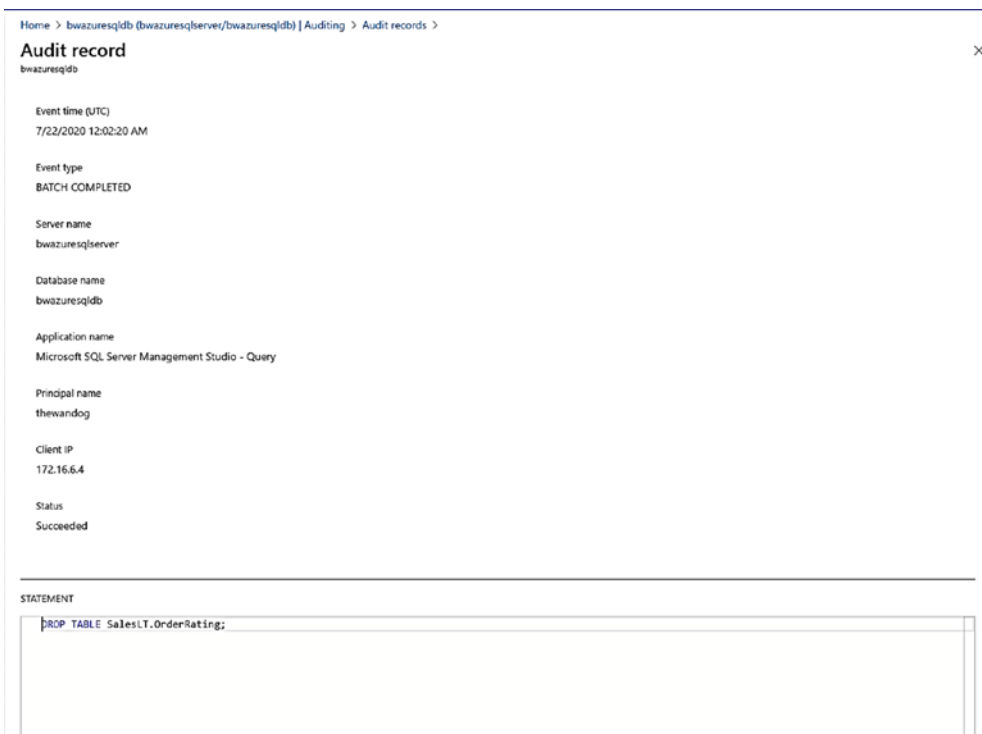 Home > bwazuresqldb (bwazuresqlserver/bwazuresqldb) | Auditing > Audit records >
Audit record
bwazuresqldb
Event time (UTC)
7/22/2020 12:02:20 AM
Event type
BATCH COMPLETED
Server name
bwazuresqlserver
Database name
bwazuresqldb
Application name
Microsoft SQL Server Management Studio - Query
Principal name
thewandog
Client IP
172.16.6.4
Status
Succeeded
STATEMENT
DROP TABLE SalesLT.OrderRating;